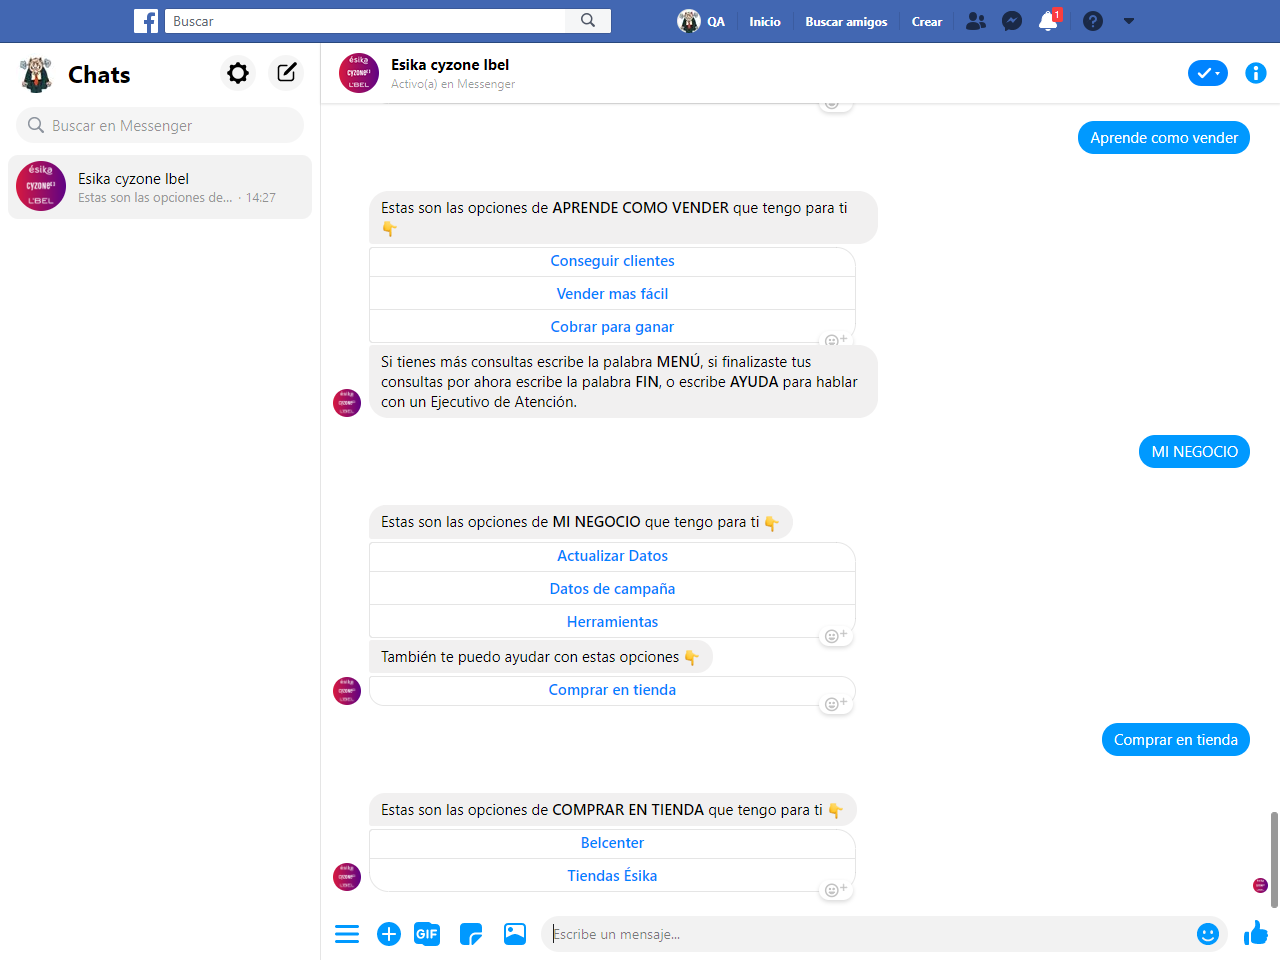 Buscar
QA
Inicio
Buscar amigos
Crear
1
Chats
Buscar en Messenger
ésika
CYZONE
L'BEL
Esika cyzone lbel
Estas son las opciones de... · 14:27
ésika
CYZONE
L'BEL
Esika cyzone lbel
Activo(a) en Messenger
Aprende como vender
Estas son las opciones de APRENDE COMO VENDER que tengo para ti
👇
Conseguir clientes
Vender mas fácil
Cobrar para ganar
Si tienes más consultas escribe la palabra MENÚ, si finalizaste tus
consultas por ahora escribe la palabra FIN, o escribe AYUDA para hablar
con un Ejecutivo de Atención.
MI NEGOCIO
Estas son las opciones de MI NEGOCIO que tengo para ti 👇
Actualizar Datos
Datos de campaña
Herramientas
También te puedo ayudar con estas opciones 👇
Comprar en tienda
Comprar en tienda
Estas son las opciones de COMPRAR EN TIENDA que tengo para ti 👇
Belcenter
Tiendas Ésika
GIF
Escribe un mensaje...